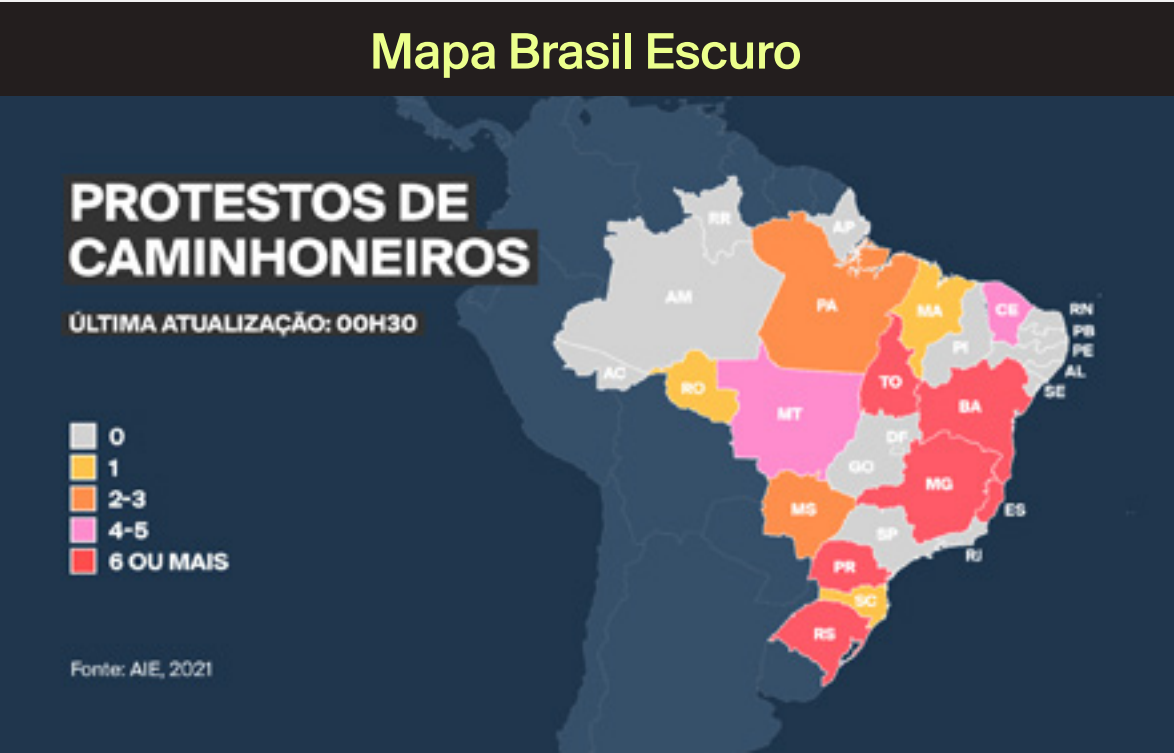 Mapa Brasil Escuro
PROTESTOS DE
CAMINHONEIROS
ÚLTIMA ATUALIZAÇÃO: 00H30
0
1
2-3
4-5
6 OU MAIS
Fonte: AIE, 2021
RR
AP
AM
PA
MA
CE
RN
PB
PI
PE
AC
AL
RO
TO
SE
MT
BA
DF
GO
MG
MS
ES
SP
RJ
PR
SC
RS